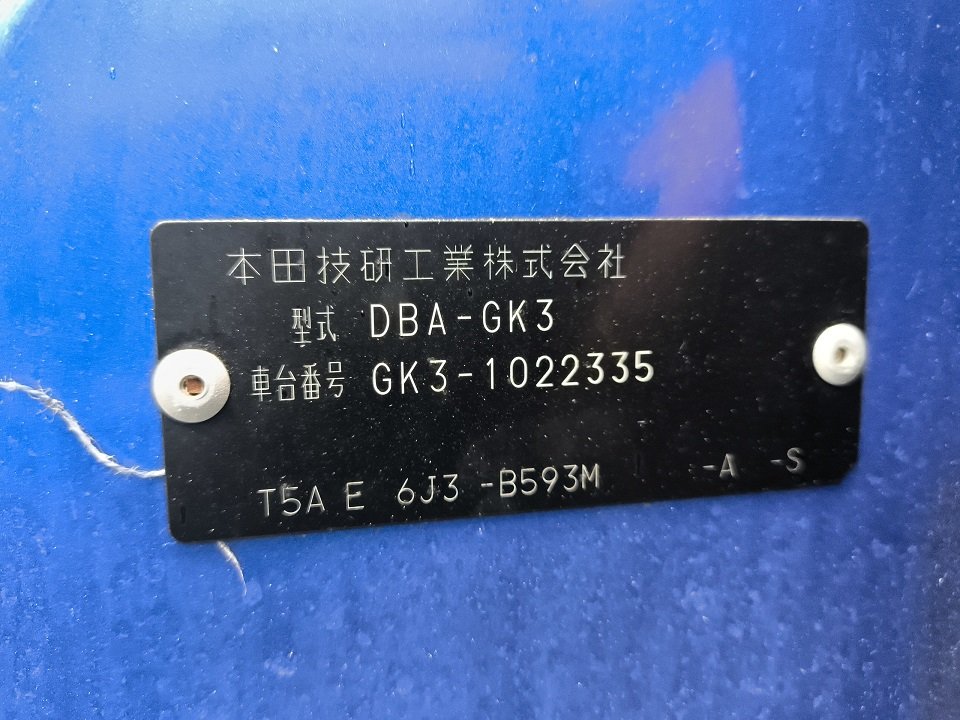 本田技研工業株式会社
型式 DBA-GK3
車台番号 GK3-1022335
T5A E 6J3 -B593M -A -S